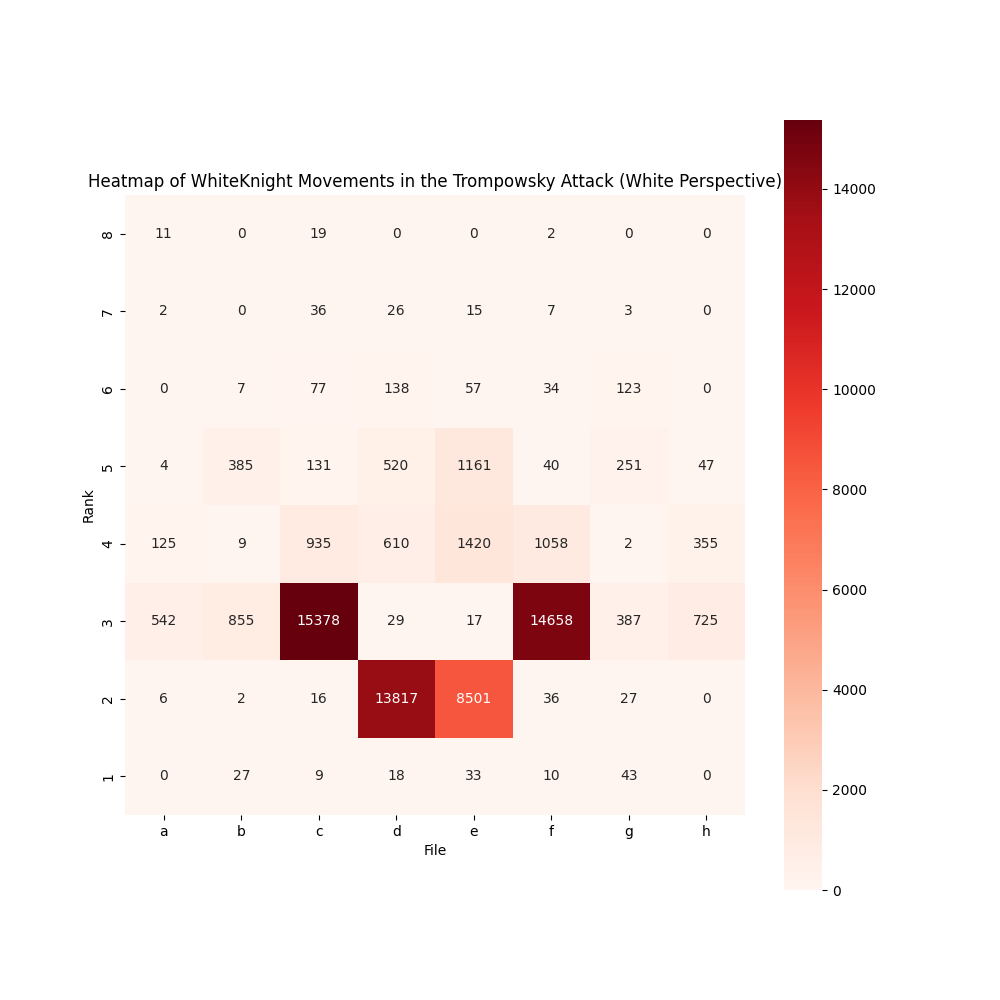 Heatmap of WhiteKnight Movements in the Trompowsky Attack (White Perspective)
8 11 0 19 0 0 2 0 0
7 2 0 36 26 15 7 3 0
6 0 7 77 138 57 34 123 0
5 4 385 131 520 1161 40 251 47
4 125 9 935 610 1420 1058 2 355
3 542 855 15378 29 17 14658 387 725
2 6 2 16 13817 8501 36 27 0
1 0 27 9 18 33 10 43 0
a b c d e f g h
File
Rank
14000
12000
10000
8000
6000
4000
2000
0